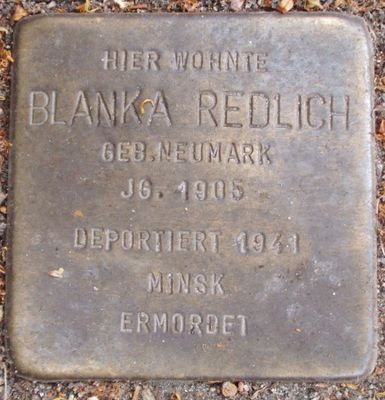 HIER WOHNTE
BLANKA REDLICH
GEB. NEUMARK
JG. 1905
DEPORTIERT 1941
MINSK
ERMORDET